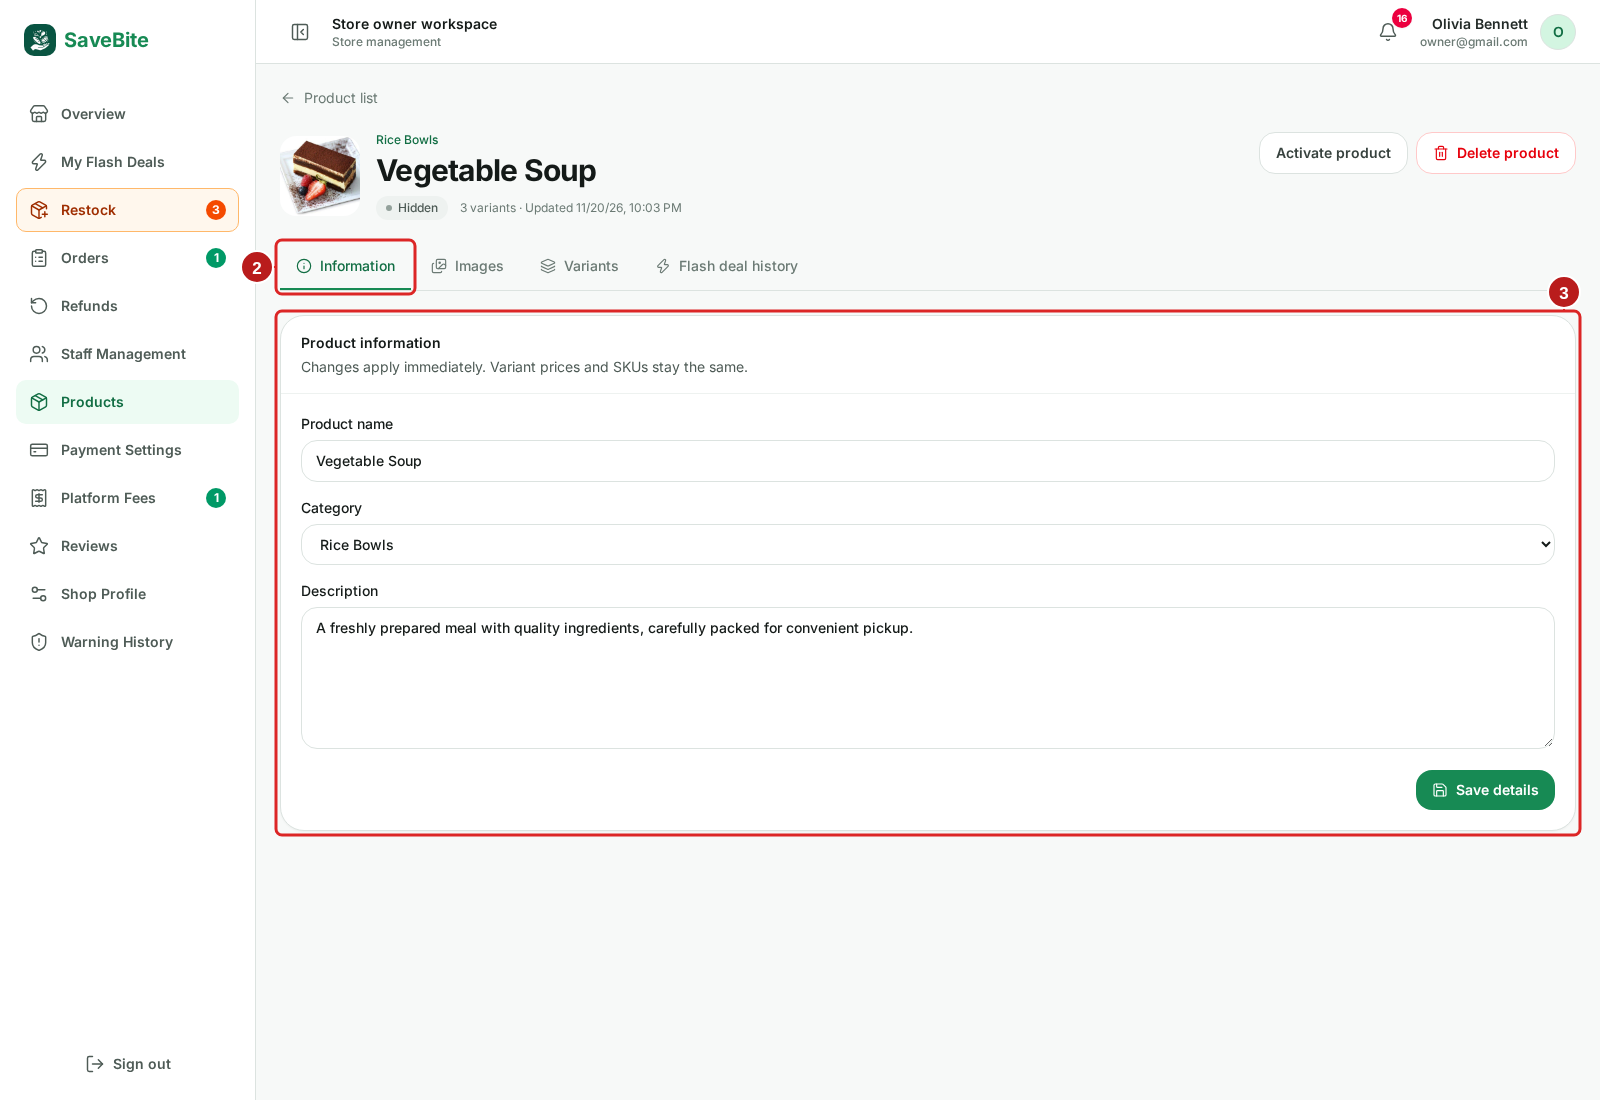 SaveBite
Store owner workspace
Store management
16
Olivia Bennett
owner@gmail.com
O
Overview
My Flash Deals
Restock 3
Orders 1
Refunds
Staff Management
Products
Payment Settings
Platform Fees 1
Reviews
Shop Profile
Warning History
Sign out
Product list
Rice Bowls
Vegetable Soup
Hidden
3 variants · Updated 11/20/26, 10:03 PM
Activate product
Delete product
2
Information
Images
Variants
Flash deal history
3
Product information
Changes apply immediately. Variant prices and SKUs stay the same.
Product name
Vegetable Soup
Category
Rice Bowls
Description
A freshly prepared meal with quality ingredients, carefully packed for convenient pickup.
Save details